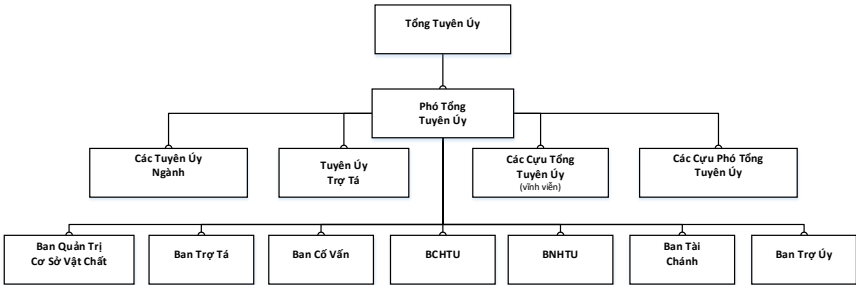 Tổng Tuyên Úy
Phó Tổng
Tuyên Úy
Các Tuyên Úy
Ngành
Tuyên Úy
Trợ Tá
Các Cựu Tổng
Tuyên Úy
(vĩnh viễn)
Các Cựu Phó Tổng
Tuyên Úy
Ban Quản Trị
Cơ Sở Vật Chất
Ban Trợ Tá
Ban Cố Vấn
BCHTU
BNHTU
Ban Tài
Chánh
Ban Trợ Úy